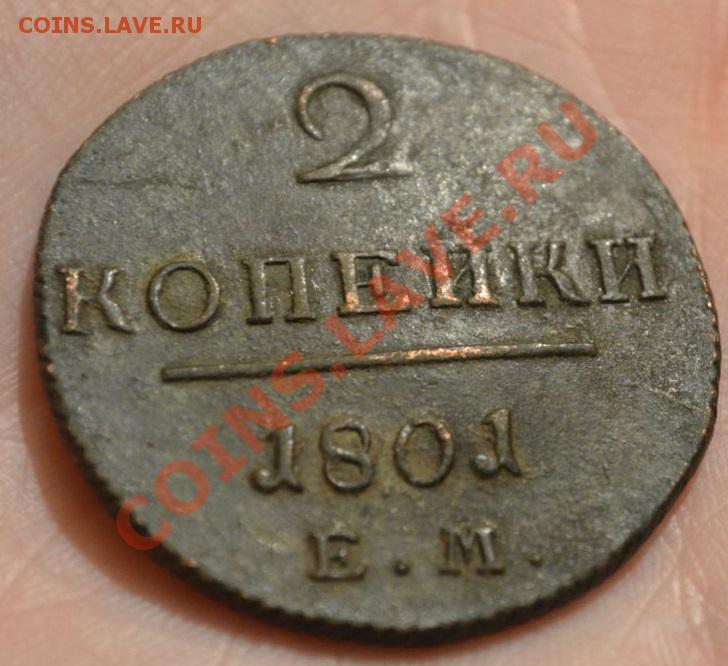 COINS.LAVE.RU
2
КОПЕЙКИ
1801
Е.М.
COINS.LAVE.RU